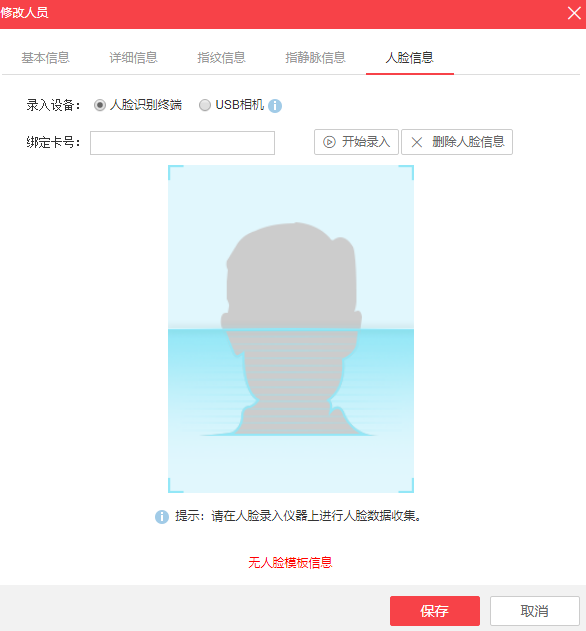 修改人员
基本信息 详细信息 指纹信息 指静脉信息 人脸信息
录入设备： 人脸识别终端 USB相机
绑定卡号： 开始录入 删除人脸信息
提示：请在人脸录入仪器上进行人脸数据收集。
无人脸模板信息
保存 取消